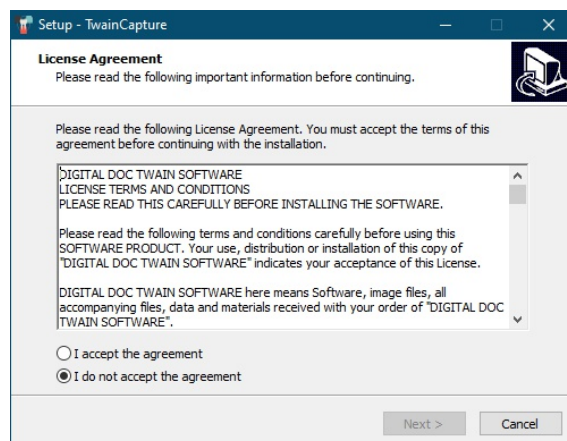 Setup - TwainCapture
License Agreement
Please read the following important information before continuing.
Please read the following License Agreement. You must accept the terms of this
agreement before continuing with the installation.
DIGITAL DOC TWAIN SOFTWARE
LICENSE TERMS AND CONDITIONS
PLEASE READ THIS CAREFULLY BEFORE INSTALLING THE SOFTWARE.
Please read the following terms and conditions carefully before using this
SOFTWARE PRODUCT. Your use, distribution or installation of this copy of
"DIGITAL DOC TWAIN SOFTWARE" indicates your acceptance of this License.
DIGITAL DOC TWAIN SOFTWARE here means Software, image files, all
accompanying files, data and materials received with your order of "DIGITAL DOC
TWAIN SOFTWARE".
I accept the agreement
I do not accept the agreement
Next >
Cancel